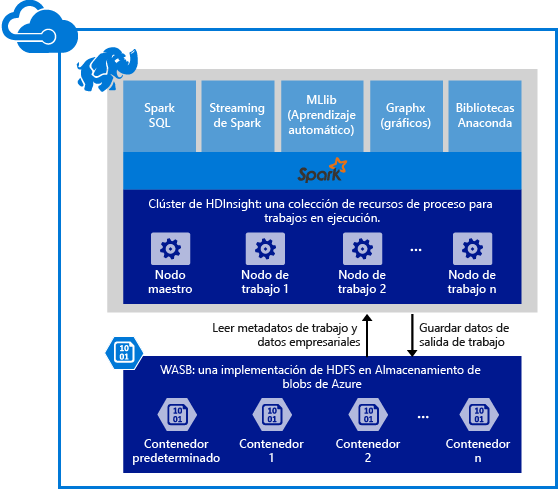 Spark
SQL
Streaming
de Spark
MLlib
(Aprendizaje
automático)
Graphx
(gráficos)
Bibliotecas
Anaconda
Spark
Clúster de HDInsight: una colección de recursos de proceso para
trabajos en ejecución.
Nodo
maestro
Nodo de
trabajo 1
Nodo de
trabajo 2
...
Nodo de
trabajo n
Leer metadatos de trabajo y
datos empresariales
Guardar datos de
salida de trabajo
10
01
WASB: una implementación de HDFS en Almacenamiento de
blobs de Azure
10
01
Contenedor
predeterminado
10
01
Contenedor
1
10
01
Contenedor
2
...
10
01
Contenedor
n